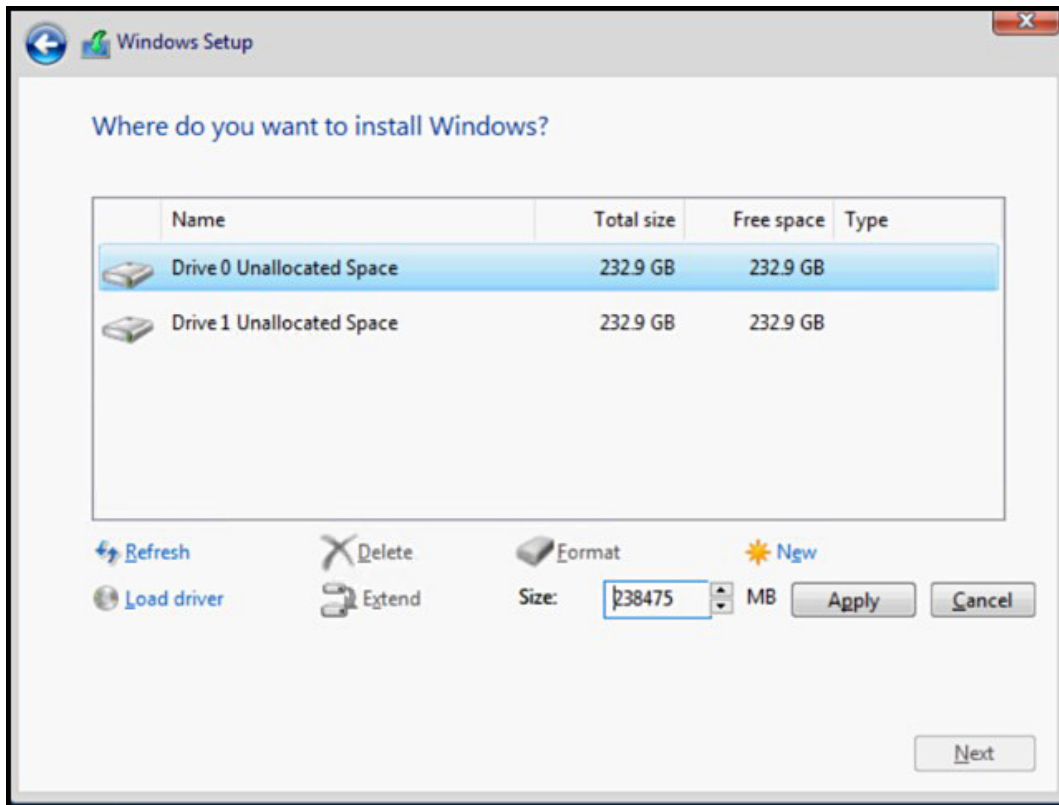 Windows Setup
Where do you want to install Windows?
Name Total size Free space Type
Drive 0 Unallocated Space 232.9 GB 232.9 GB
Drive 1 Unallocated Space 232.9 GB 232.9 GB
Refresh Delete Format New
Load driver Extend Size: 238475 MB Apply Cancel
Next